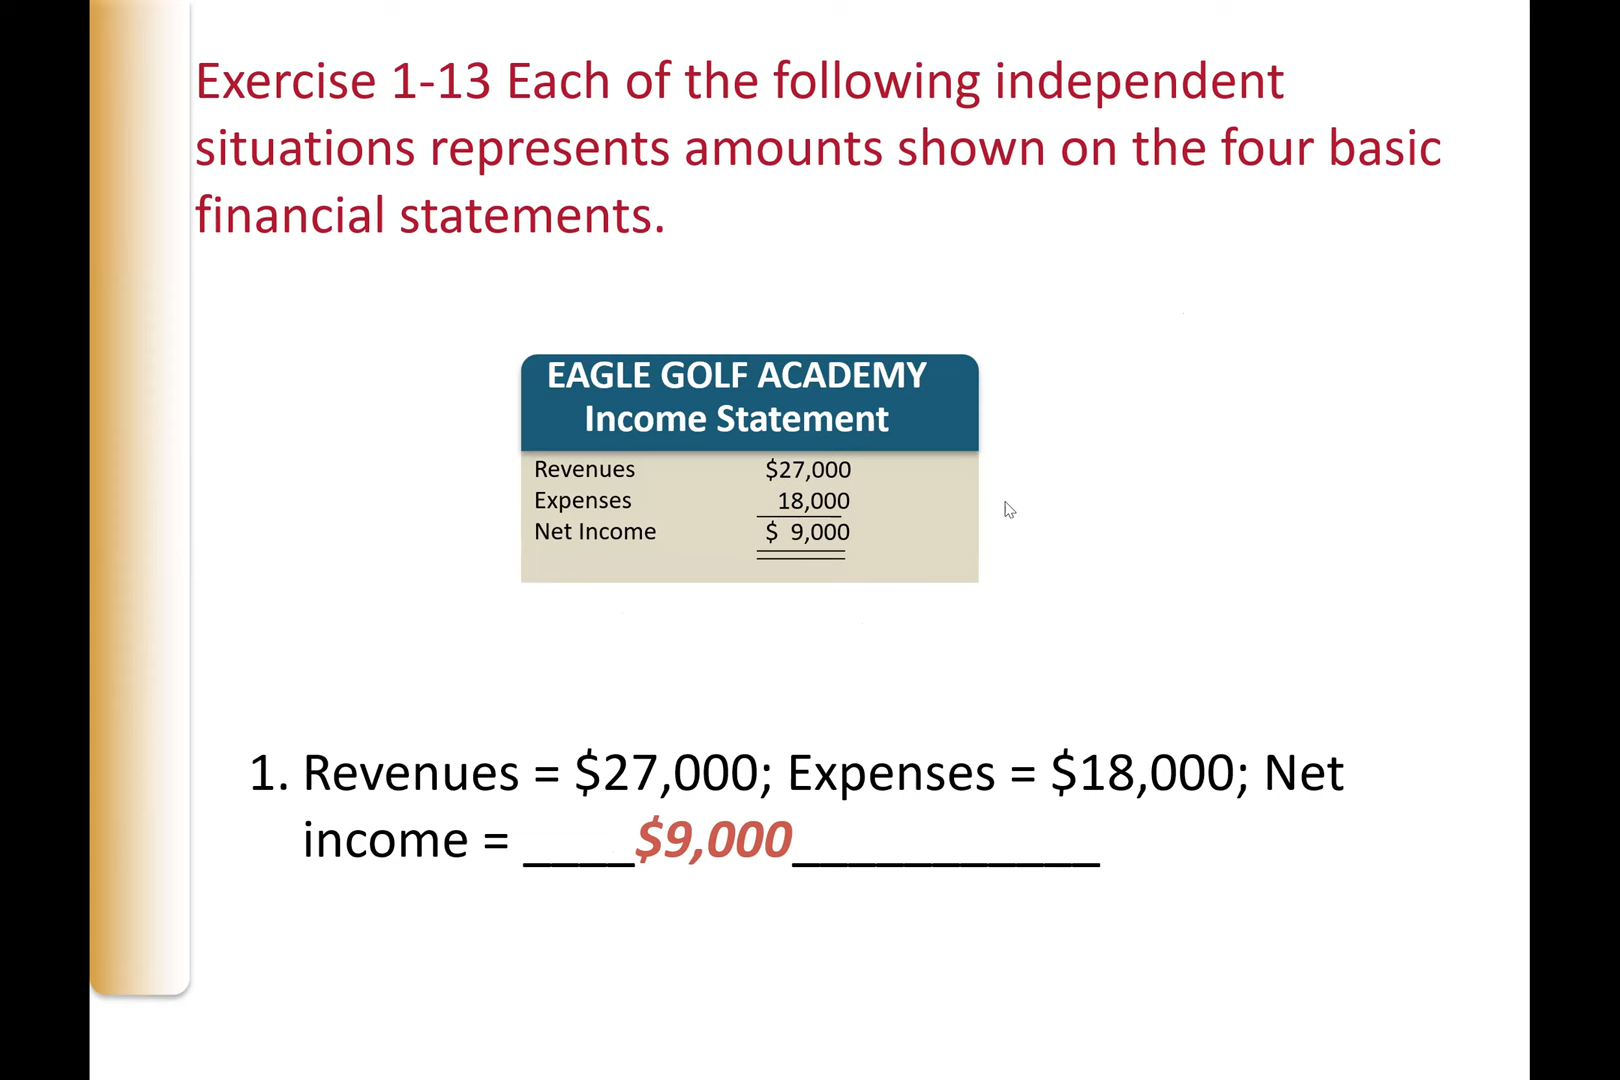 Exercise 1-13 Each of the following independent
situations represents amounts shown on the four basic
financial statements.
EAGLE GOLF ACADEMY
Income Statement
Revenues $27,000
Expenses 18,000
Net Income $ 9,000
1. Revenues = $27,000; Expenses = $18,000; Net
income = ____$9,000___________